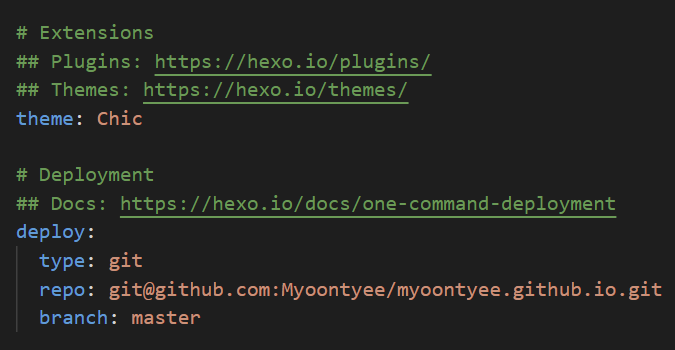 # Extensions
## Plugins: https://hexo.io/plugins/
## Themes: https://hexo.io/themes/
theme: Chic
# Deployment
## Docs: https://hexo.io/docs/one-command-deployment
deploy:
  type: git
  repo: git@github.com:Myoontyee/myoontyee.github.io.git
  branch: master